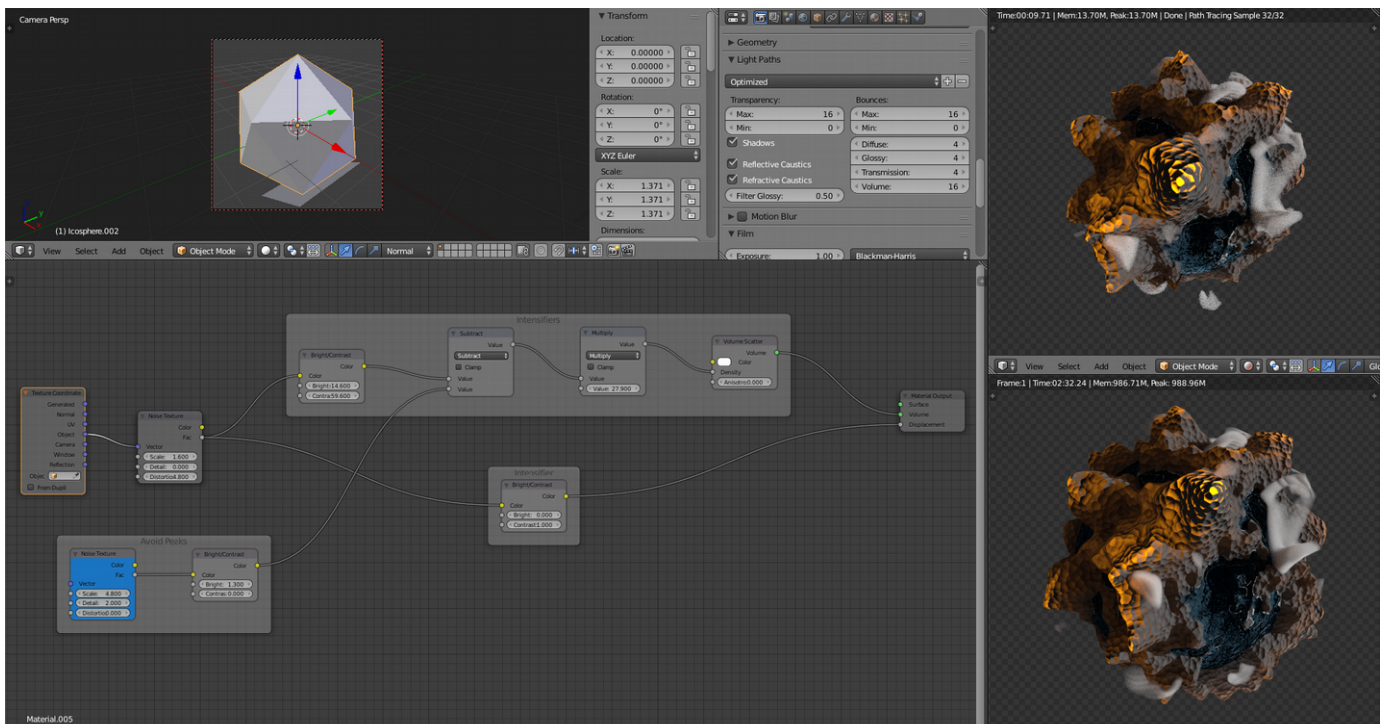 Camera Persp
(1) Icosphere.002
View Select Add Object Object Mode Normal
▼ Transform
Location:
X: 0.00000
Y: 0.00000
Z: 0.00000
Rotation:
X: 0°
Y: 0°
Z: 0°
XYZ Euler
Scale:
X: 1.371
Y: 1.371
Z: 1.371
Dimensions:
Geometry
Light Paths
Optimized
Transparency:
Max: 16
Min: 0
Shadows
Reflective Caustics
Refractive Caustics
Filter Glossy: 0.50
Bounces:
Max: 16
Min: 0
Diffuse: 4
Glossy: 4
Transmission: 4
Volume: 16
Motion Blur
Film
Exposure: 1.00
Blackman-Harris
Time:00:09.71 | Mem:13.70M, Peak:13.70M | Done | Path Tracing Sample 32/32
View Select Add Object Object Mode Glo
Frame:1 | Time:02:32.24 | Mem:986.71M, Peak: 988.96M
Texture Coordinate
Generated
Normal
UV
Object
Camera
Window
Reflection
Objec:
From Dupli
Noise Texture
Color
Fac
Vector
Scale: 1.600
Detail: 0.000
Distortio:4.800
Intensifiers
Bright/Contrast
Color
Color
Bright:14.600
Contra:59.600
Subtract
Value
Subtract
Clamp
Value
Value
Multiply
Value
Multiply
Clamp
Value
Value: 27.900
Volume Scatter
Volume
Color
Density
Anisotro:0.000
Material Output
Surface
Volume
Displacement
Intensifier
Bright/Contrast
Color
Color
Bright: 0.000
Contrast:1.000
Avoid Peaks
Noise Texture
Color
Fac
Vector
Scale: 4.800
Detail: 2.000
Distortio:0.000
Bright/Contrast
Color
Color
Bright: 1.300
Contras:0.000
Material.005